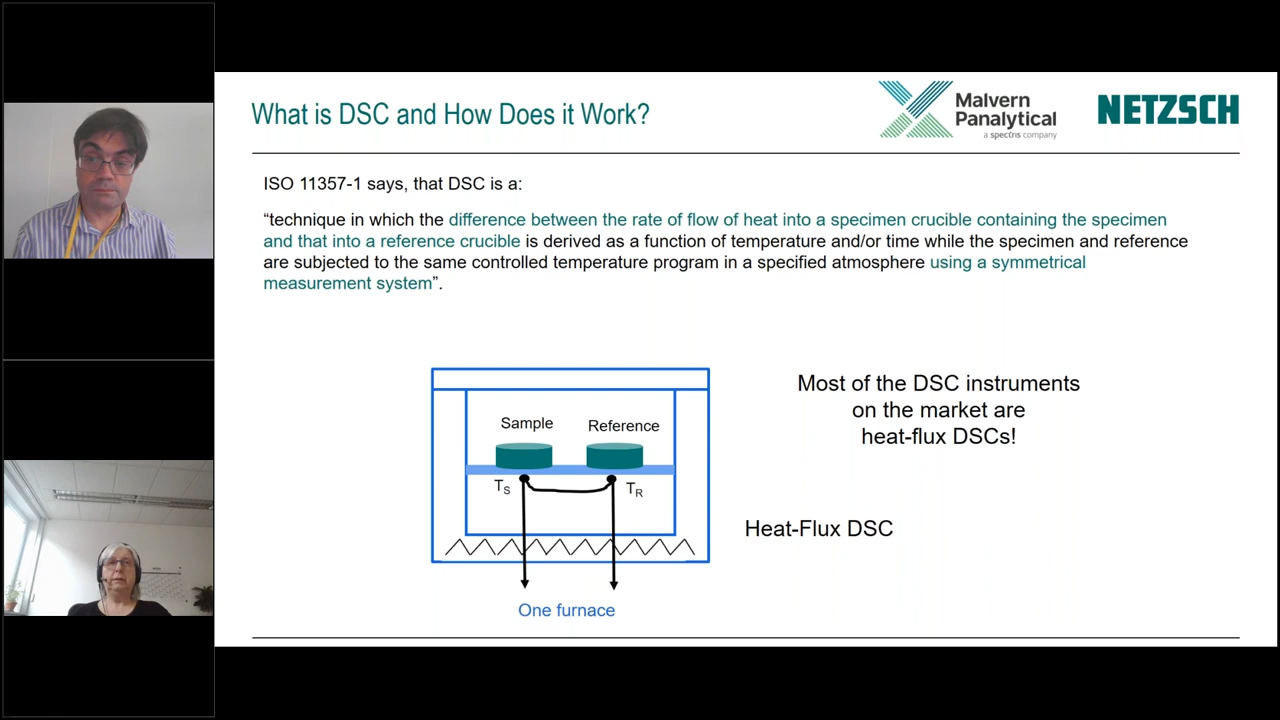 What is DSC and How Does it Work?
Malvern
Panalytical
a spectris company
NETZSCH
ISO 11357-1 says, that DSC is a:
“technique in which the difference between the rate of flow of heat into a specimen crucible containing the specimen
and that into a reference crucible is derived as a function of temperature and/or time while the specimen and reference
are subjected to the same controlled temperature program in a specified atmosphere using a symmetrical
measurement system”.
Sample
Reference
TS
TR
One furnace
Most of the DSC instruments
on the market are
heat-flux DSCs!
Heat-Flux DSC